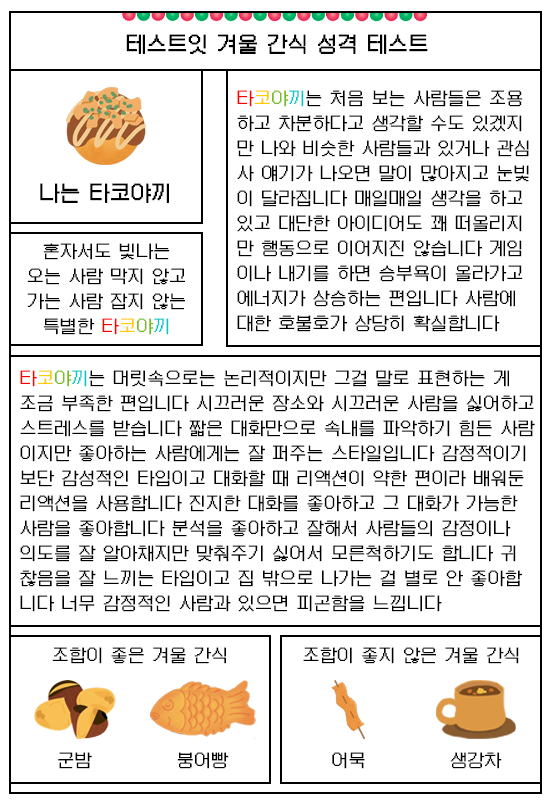 테스트잇 겨울 간식 성격 테스트
나는 타코야끼
혼자서도 빛나는
오는 사람 막지 않고
가는 사람 잡지 않는
특별한 타코야끼
타코야끼는 처음 보는 사람들은 조용
하고 차분하다고 생각할 수도 있겠지
만 나와 비슷한 사람들과 있거나 관심
사 얘기가 나오면 말이 많아지고 눈빛
이 달라집니다 매일매일 생각을 하고
있고 대단한 아이디어도 꽤 떠올리지
만 행동으로 이어지진 않습니다 게임
이나 내기를 하면 승부욕이 올라가고
에너지가 상승하는 편입니다 사람에
대한 호불호가 상당히 확실합니다
타코야끼는 머릿속으로는 논리적이지만 그걸 말로 표현하는 게
조금 부족한 편입니다 시끄러운 장소와 시끄러운 사람을 싫어하고
스트레스를 받습니다 짧은 대화만으로 속내를 파악하기 힘든 사람
이지만 좋아하는 사람에게는 잘 퍼주는 스타일입니다 감정적이기
보단 감성적인 타입이고 대화할 때 리액션이 약한 편이라 배워둔
리액션을 사용합니다 진지한 대화를 좋아하고 그 대화가 가능한
사람을 좋아합니다 분석을 좋아하고 잘해서 사람들의 감정이나
의도를 잘 알아채지만 맞춰주기 싫어서 모른척하기도 합니다 귀
찮음을 잘 느끼는 타입이고 집 밖으로 나가는 걸 별로 안 좋아합
니다 너무 감정적인 사람과 있으면 피곤함을 느낍니다
조합이 좋은 겨울 간식
군밤
붕어빵
조합이 좋지 않은 겨울 간식
어묵
생강차